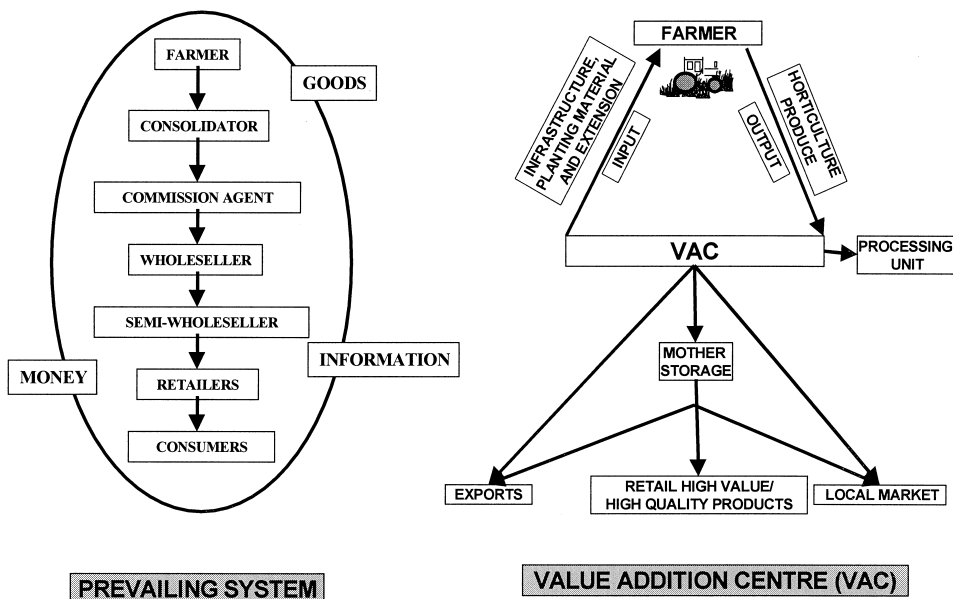 FARMER
GOODS
CONSOLIDATOR
COMMISSION AGENT
WHOLESELLER
SEMI-WHOLESELLER
INFORMATION
MONEY
RETAILERS
CONSUMERS
PREVAILING SYSTEM
FARMER
INFRASTRUCTURE,
PLANTING MATERIAL
AND EXTENSION
INPUT
OUTPUT
HORTICULTURE
PRODUCE
VAC
PROCESSING
UNIT
MOTHER
STORAGE
EXPORTS
RETAIL HIGH VALUE/
HIGH QUALITY PRODUCTS
LOCAL MARKET
VALUE ADDITION CENTRE (VAC)